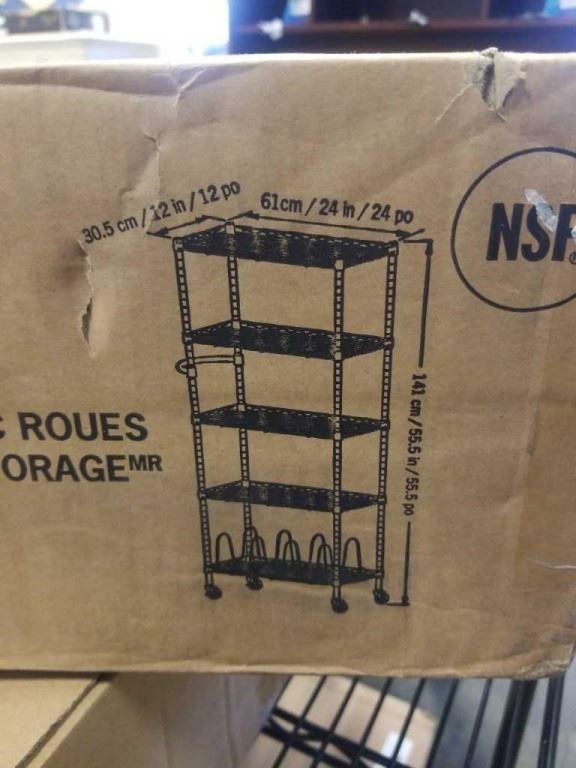 30.5 cm / 12 in / 12 po
61cm / 24 in / 24 po
NSF
141 cm / 55.5 in / 55.5 po
ROUES
ORAGEMR